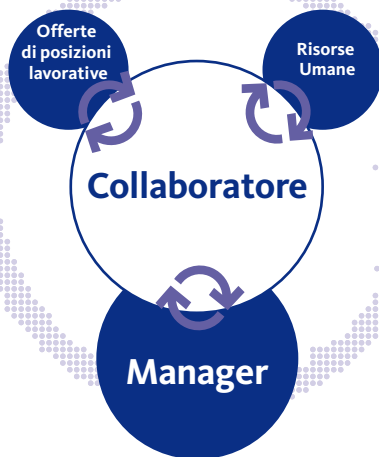 Offerte
di posizioni
lavorative
Risorse
Umane
Collaboratore
Manager